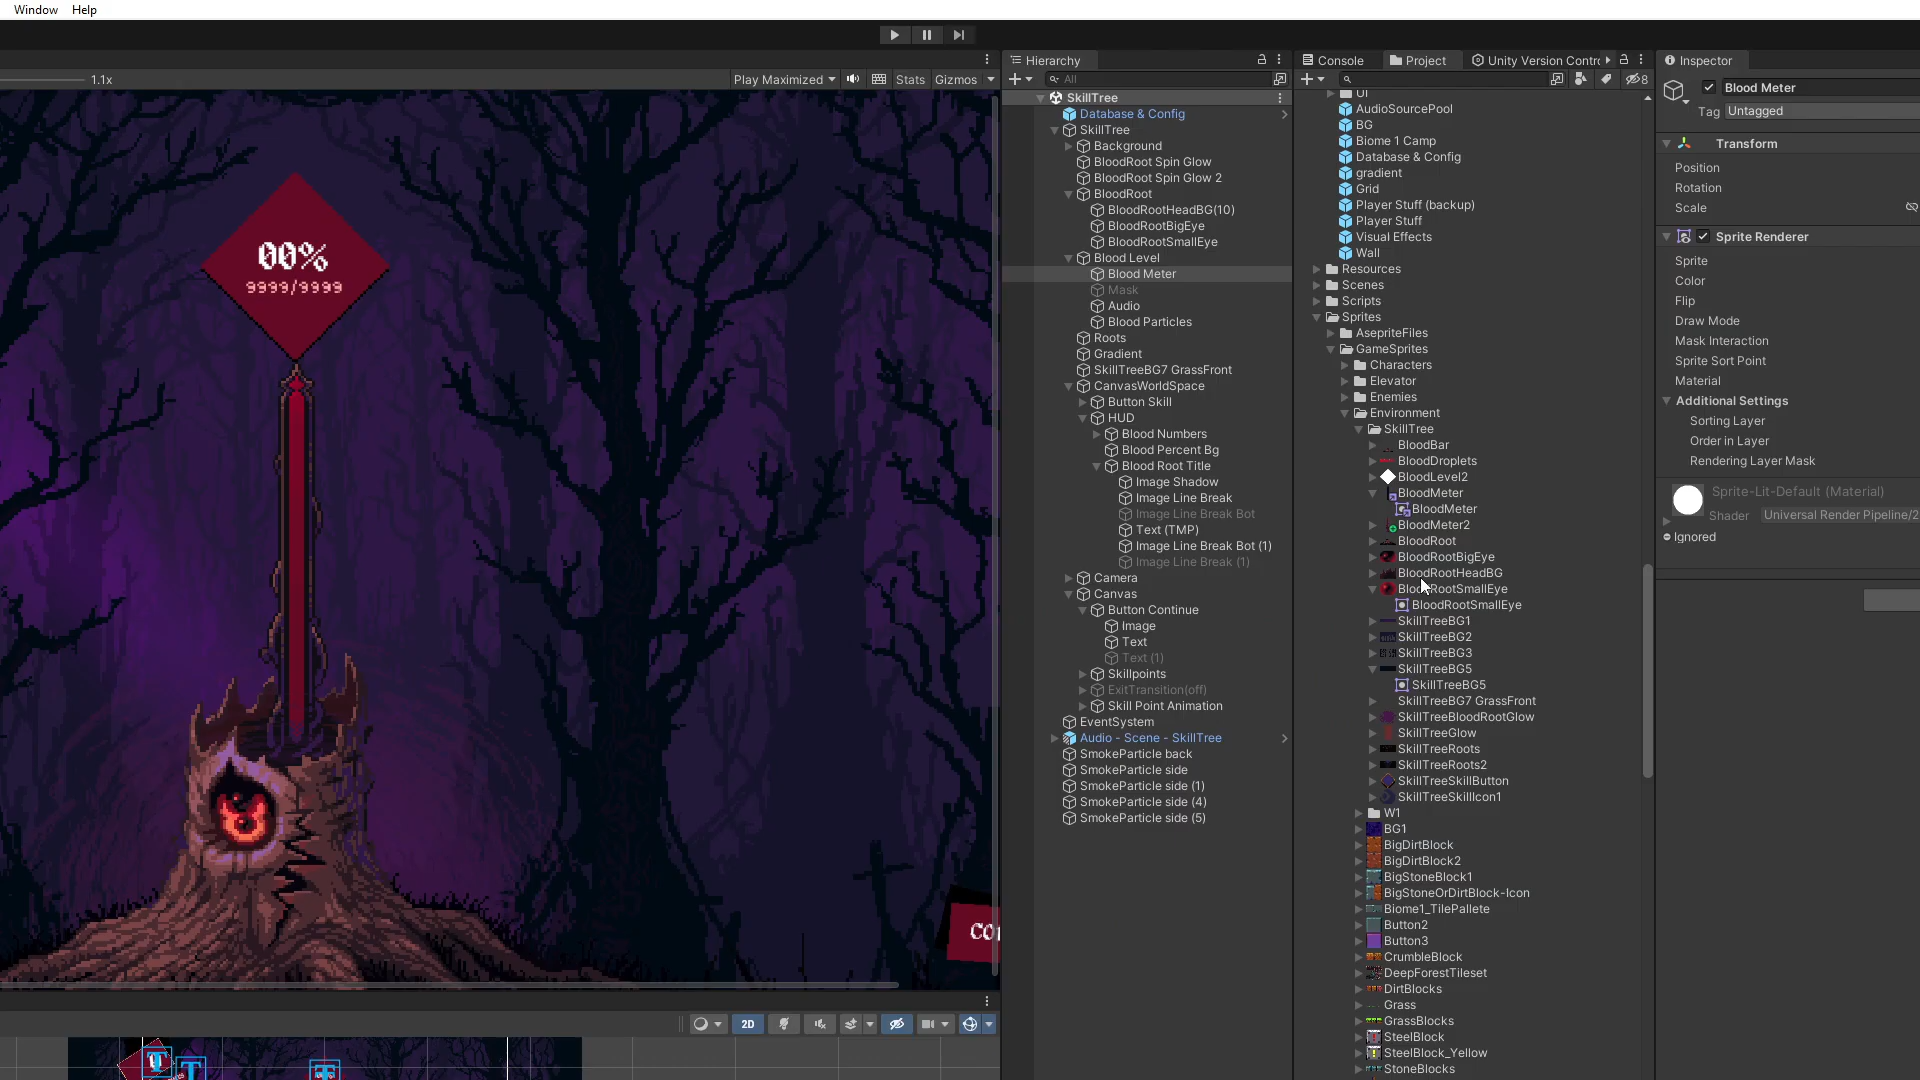 Window Help
1.1x
Play Maximized
Stats
Gizmos
00%
9999/9999
2D
Hierarchy
All
SkillTree
Database & Config
SkillTree
Background
BloodRoot Spin Glow
BloodRoot Spin Glow 2
BloodRoot
BloodRootHeadBG(10)
BloodRootBigEye
BloodRootSmallEye
Blood Level
Blood Meter
Mask
Audio
Blood Particles
Roots
Gradient
SkillTreeBG7 GrassFront
CanvasWorldSpace
Button Skill
HUD
Blood Numbers
Blood Percent Bg
Blood Root Title
Image Shadow
Image Line Break
Image Line Break Bot
Text (TMP)
Image Line Break Bot (1)
Image Line Break (1)
Camera
Canvas
Button Continue
Image
Text
Text (1)
Skillpoints
ExitTransition(off)
Skill Point Animation
EventSystem
Audio - Scene - SkillTree
SmokeParticle back
SmokeParticle side
SmokeParticle side (1)
SmokeParticle side (4)
SmokeParticle side (5)
Console
Project
Unity Version Contro
8
UI
AudioSourcePool
BG
Biome 1 Camp
Database & Config
gradient
Grid
Player Stuff (backup)
Player Stuff
Visual Effects
Wall
Resources
Scenes
Scripts
Sprites
AsepriteFiles
GameSprites
Characters
Elevator
Enemies
Environment
SkillTree
BloodBar
BloodDroplets
BloodLevel2
BloodMeter
BloodMeter
BloodMeter2
BloodRoot
BloodRootBigEye
BloodRootHeadBG
BloodRootSmallEye
BloodRootSmallEye
SkillTreeBG1
SkillTreeBG2
SkillTreeBG3
SkillTreeBG5
SkillTreeBG5
SkillTreeBG7 GrassFront
SkillTreeBloodRootGlow
SkillTreeGlow
SkillTreeRoots
SkillTreeRoots2
SkillTreeSkillButton
SkillTreeSkillIcon1
W1
BG1
BigDirtBlock
BigDirtBlock2
BigStoneBlock1
BigStoneOrDirtBlock-Icon
Biome1_TilePallete
Button2
Button3
CrumbleBlock
DeepForestTileset
DirtBlocks
Grass
GrassBlocks
SteelBlock
SteelBlock_Yellow
StoneBlocks
Inspector
Blood Meter
Tag Untagged
Transform
Position
Rotation
Scale
Sprite Renderer
Sprite
Color
Flip
Draw Mode
Mask Interaction
Sprite Sort Point
Material
Additional Settings
Sorting Layer
Order in Layer
Rendering Layer Mask
Sprite-Lit-Default (Material)
Shader Universal Render Pipeline/2
Ignored